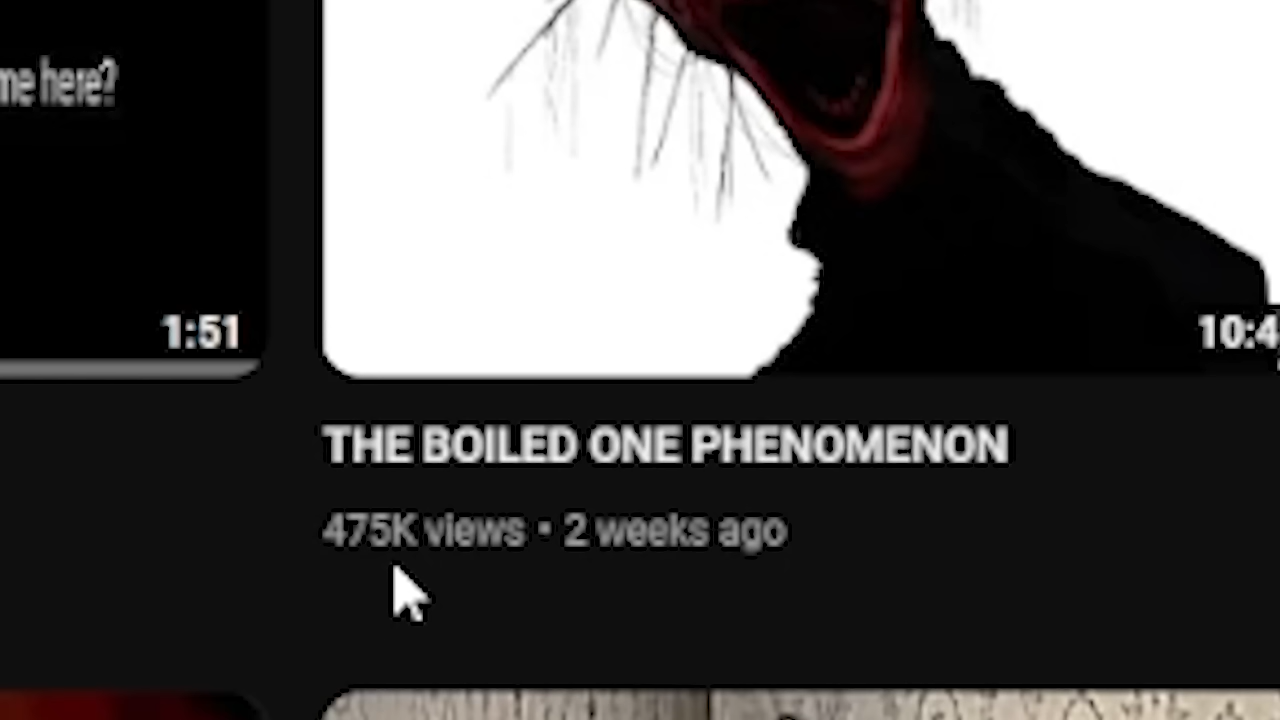 me here?
1:51
10:4
THE BOILED ONE PHENOMENON
475K views • 2 weeks ago